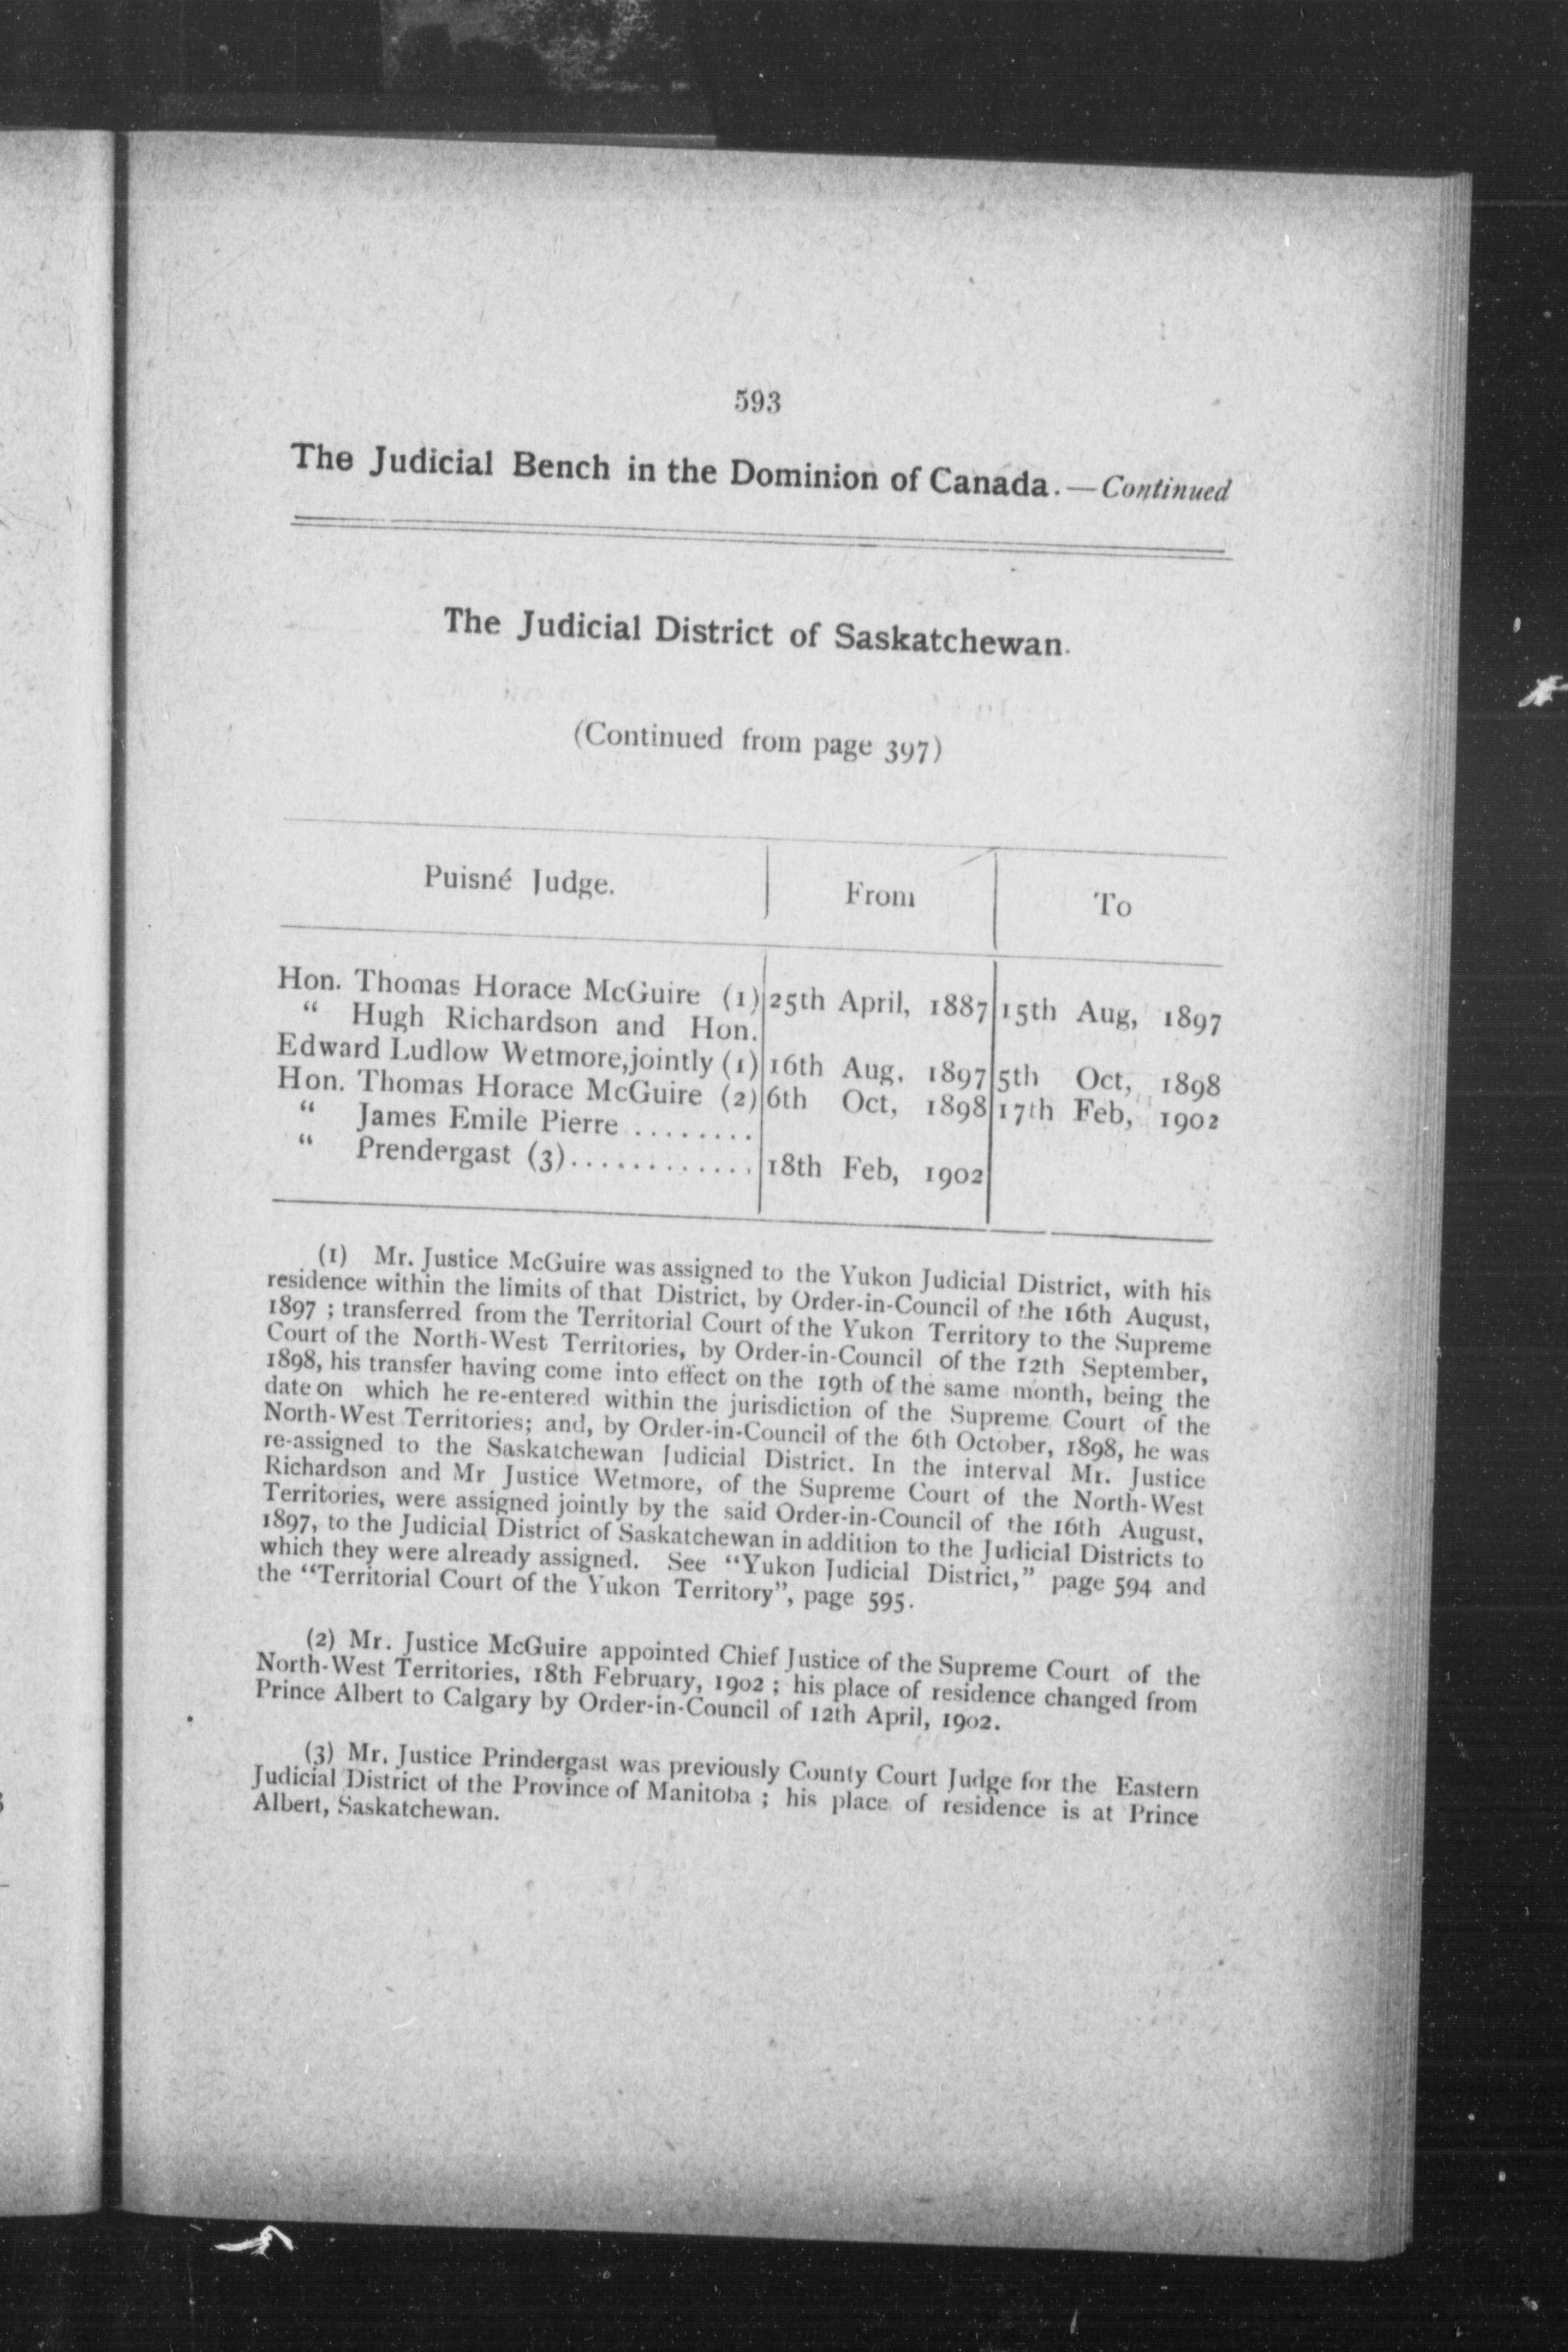 593
The Judicial Bench in the Dominion of Canada.—Continued
The Judicial District of Saskatchewan.
(Continued from page 397)
Puisné Judge. From To
Hon. Thomas Horace McGuire (1) 25th April, 1887 15th Aug, 1897
“ Hugh Richardson and Hon.
Edward Ludlow Wetmore, jointly (1) 16th Aug. 1897 5th Oct, 1898
Hon. Thomas Horace McGuire (2) 6th Oct, 1898 17th Feb, 1902
“ James Emile Pierre ........
“ Prendergast (3)............. 18th Feb, 1902
(1) Mr. Justice McGuire was assigned to the Yukon Judicial District, with his
residence within the limits of that District, by Order-in-Council of the 16th August,
1897 ; transferred from the Territorial Court of the Yukon Territory to the Supreme
Court of the North-West Territories, by Order-in-Council of the 12th September,
1898, his transfer having come into effect on the 19th of the same month, being the
date on which he re-entered within the jurisdiction of the Supreme Court of the
North-West Territories; and, by Order-in-Council of the 6th October, 1898, he was
re-assigned to the Saskatchewan Judicial District. In the interval Mr. Justice
Richardson and Mr Justice Wetmore, of the Supreme Court of the North-West
Territories, were assigned jointly by the said Order-in-Council of the 16th August,
1897, to the Judicial District of Saskatchewan in addition to the Judicial Districts to
which they were already assigned. See “Yukon Judicial District,” page 594 and
the “Territorial Court of the Yukon Territory”, page 595.
(2) Mr. Justice McGuire appointed Chief Justice of the Supreme Court of the
North-West Territories, 18th February, 1902 ; his place of residence changed from
Prince Albert to Calgary by Order-in-Council of 12th April, 1902.
(3) Mr. Justice Prindergast was previously County Court Judge for the Eastern
Judicial District of the Province of Manitoba ; his place of residence is at Prince
Albert, Saskatchewan.